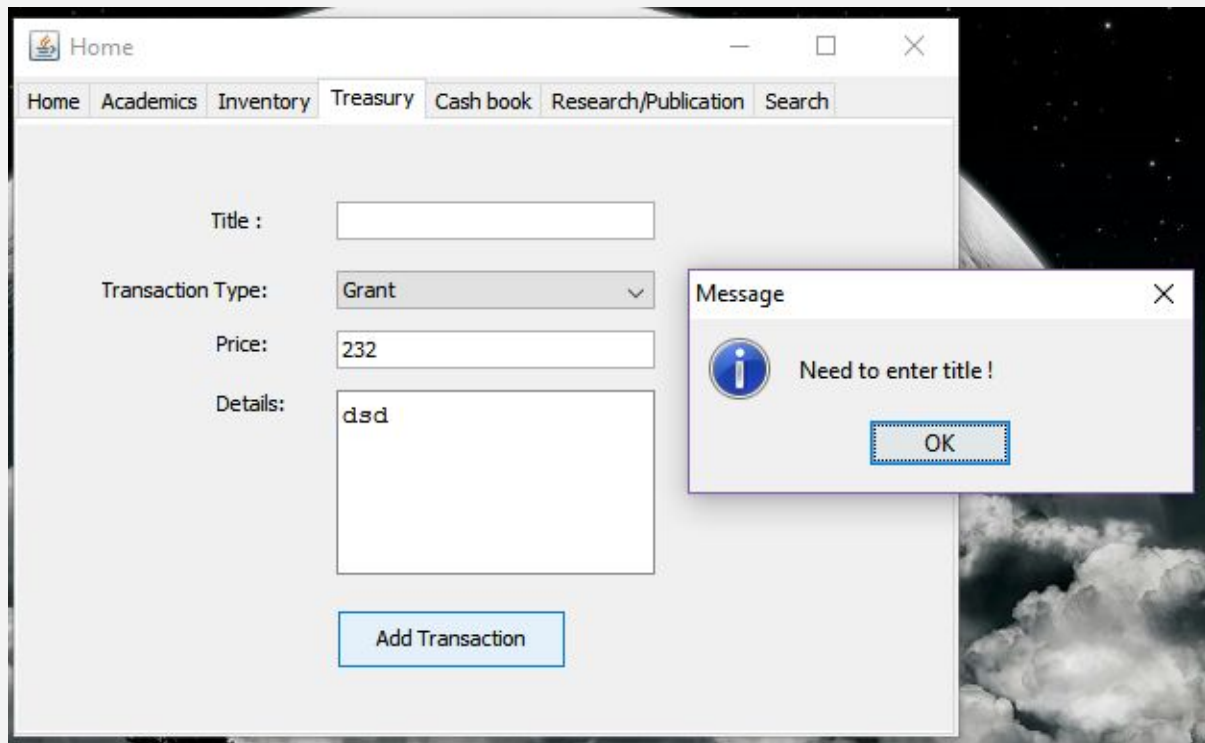 Home
Home Academics Inventory Treasury Cash book Research/Publication Search
Title :
Transaction Type: Grant
Price: 232
Details: dsd
Add Transaction
Message
Need to enter title !
OK